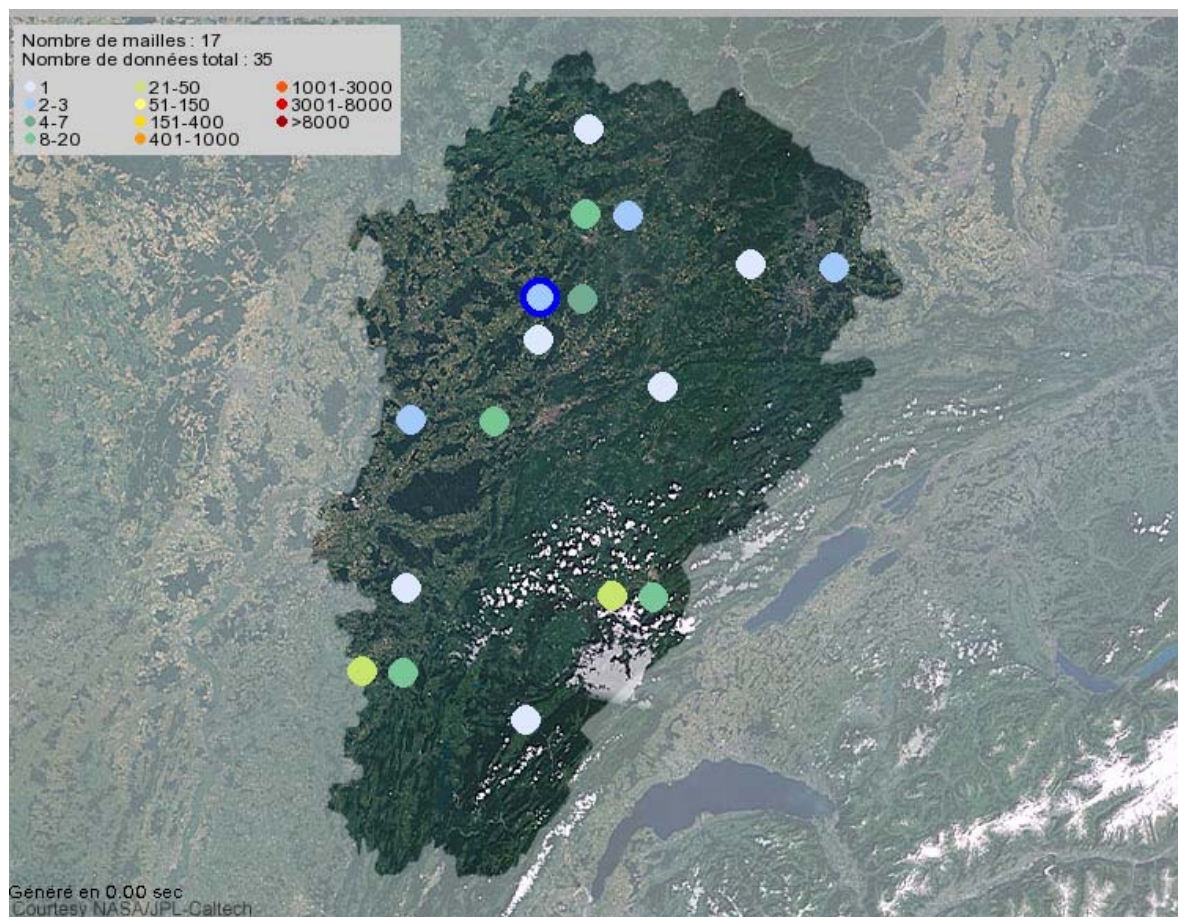 Nombre de mailles : 17
Nombre de données total : 35
1
2-3
4-7
8-20
21-50
51-150
151-400
401-1000
1001-3000
3001-8000
>8000
Généré en 0.00 sec
Courtesy NASA/JPL-Caltech